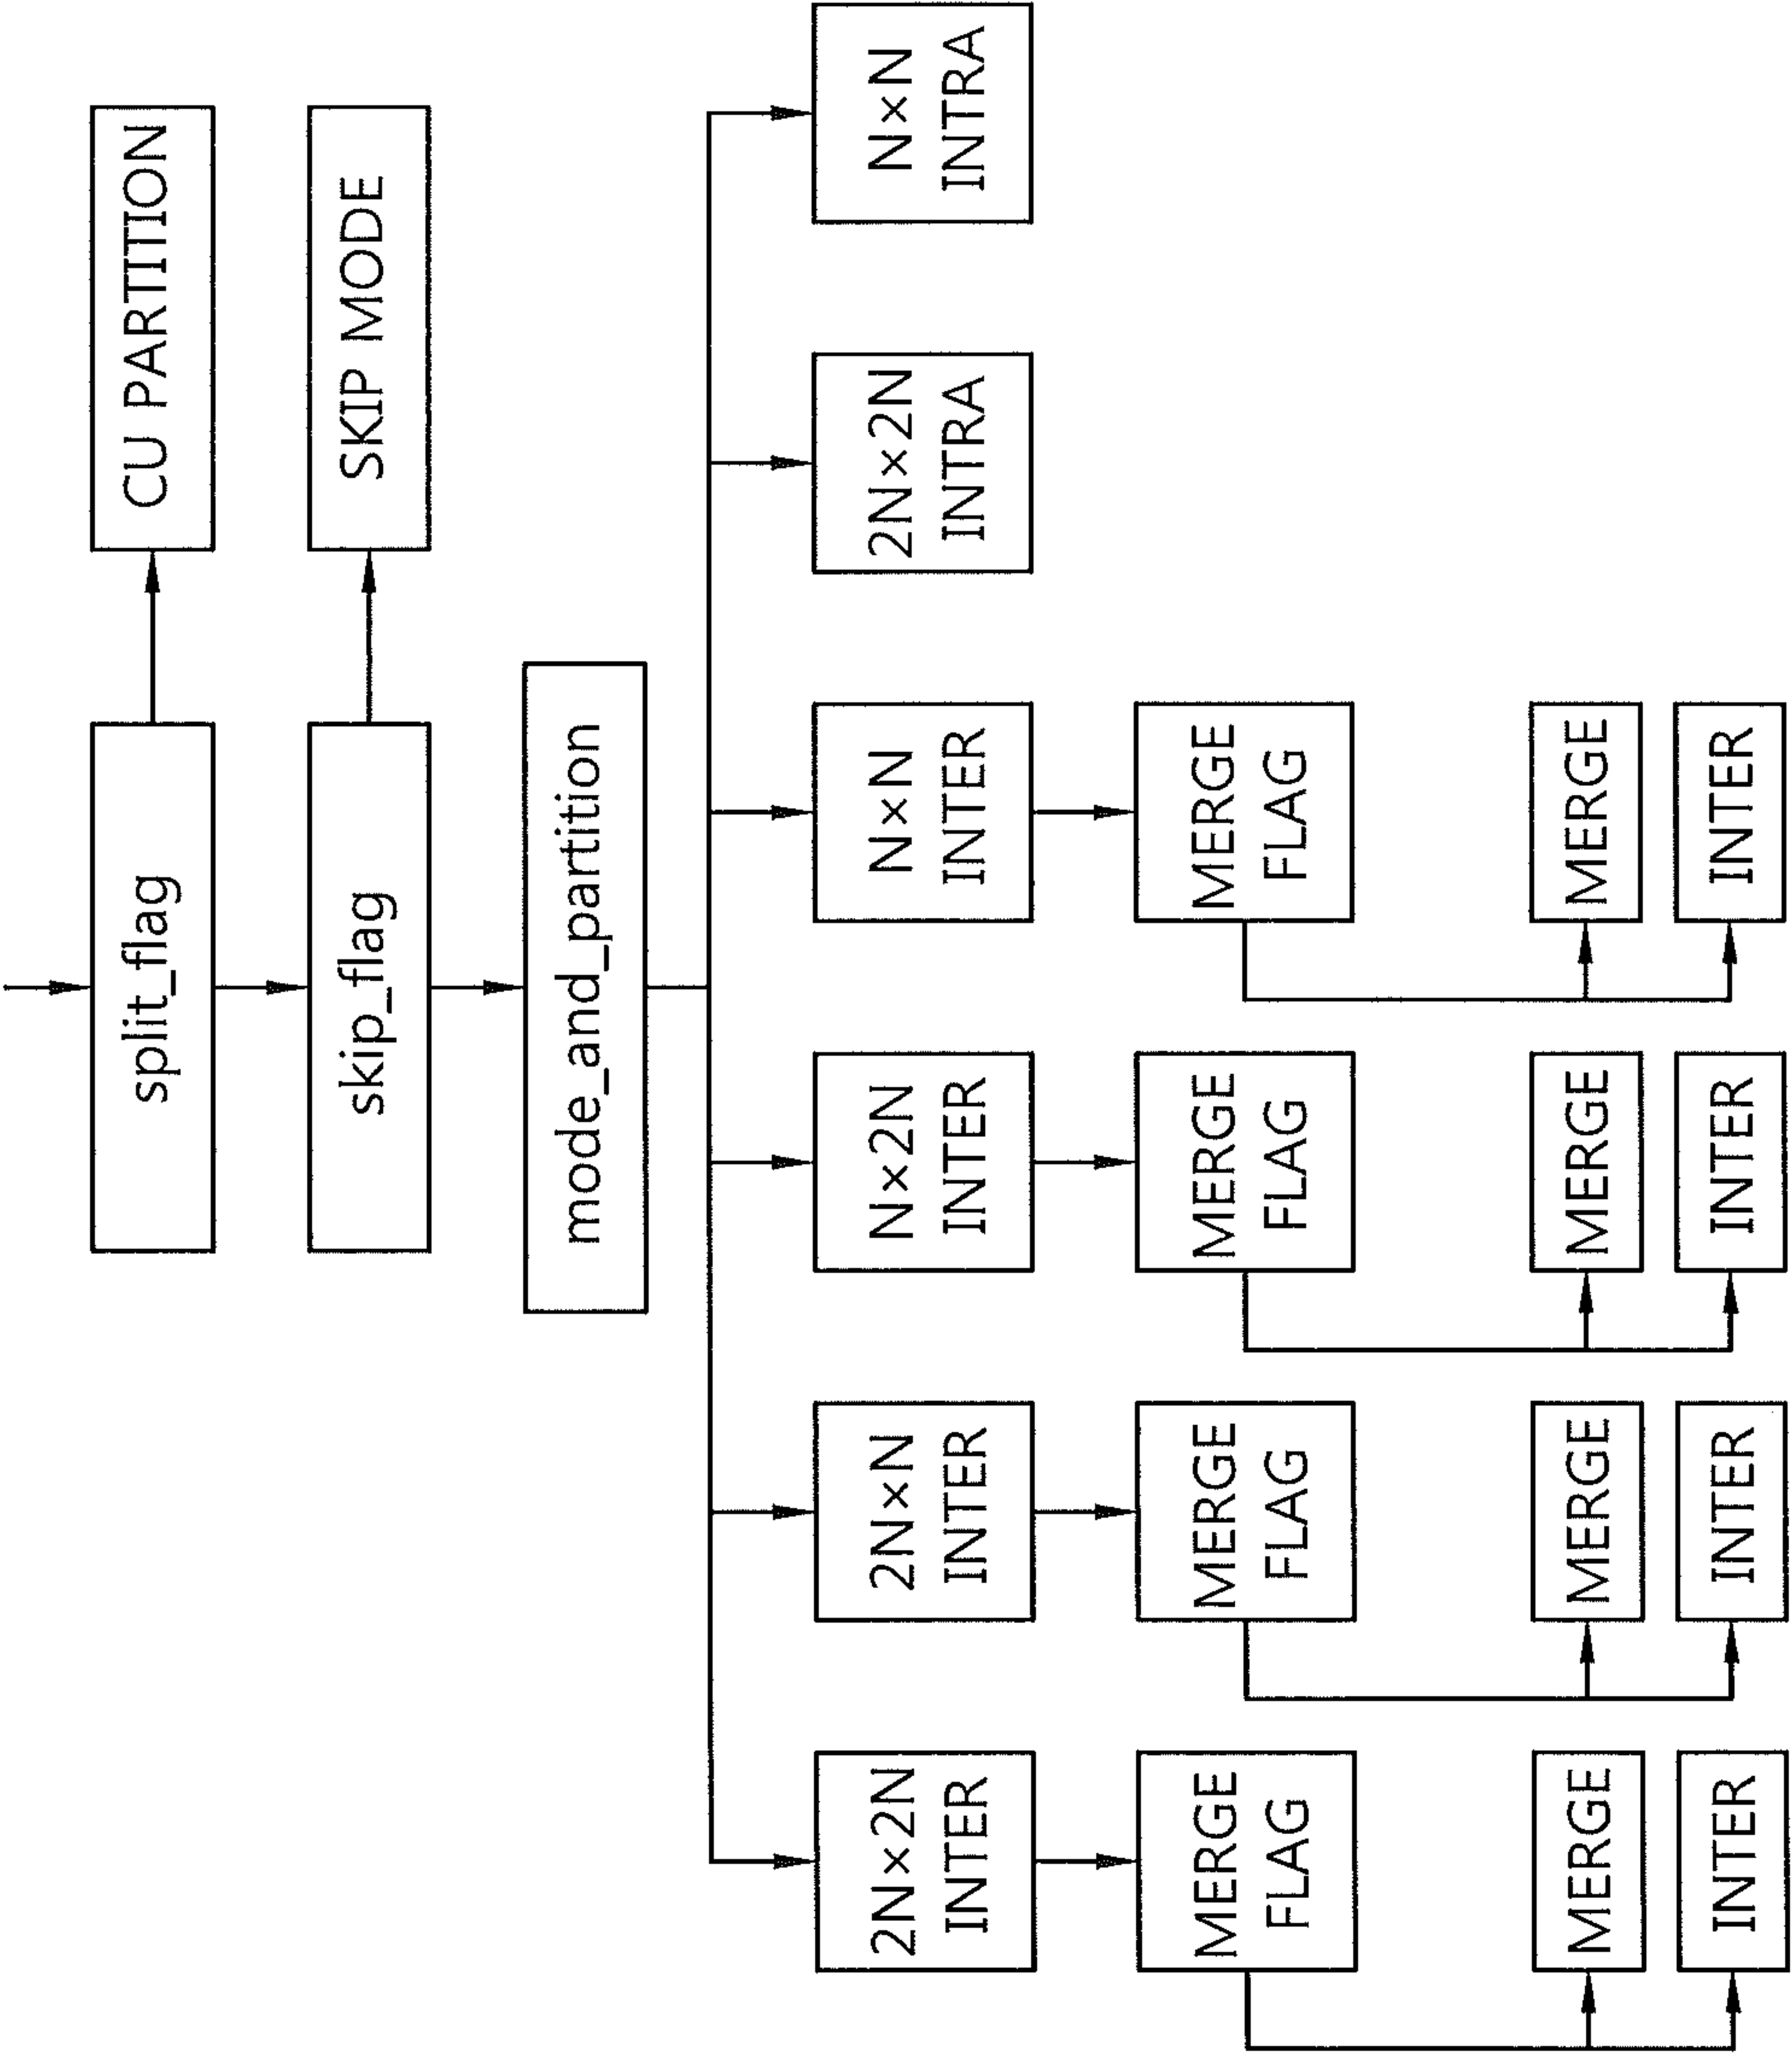 split_flag
CU PARTITION
skip_flag
SKIP MODE
mode_and_partition
2N×2N
INTER
2N×N
INTER
N×2N
INTER
N×N
INTER
2N×2N
INTRA
N×N
INTRA
MERGE
FLAG
MERGE
FLAG
MERGE
FLAG
MERGE
FLAG
MERGE
MERGE
MERGE
MERGE
INTER
INTER
INTER
INTER